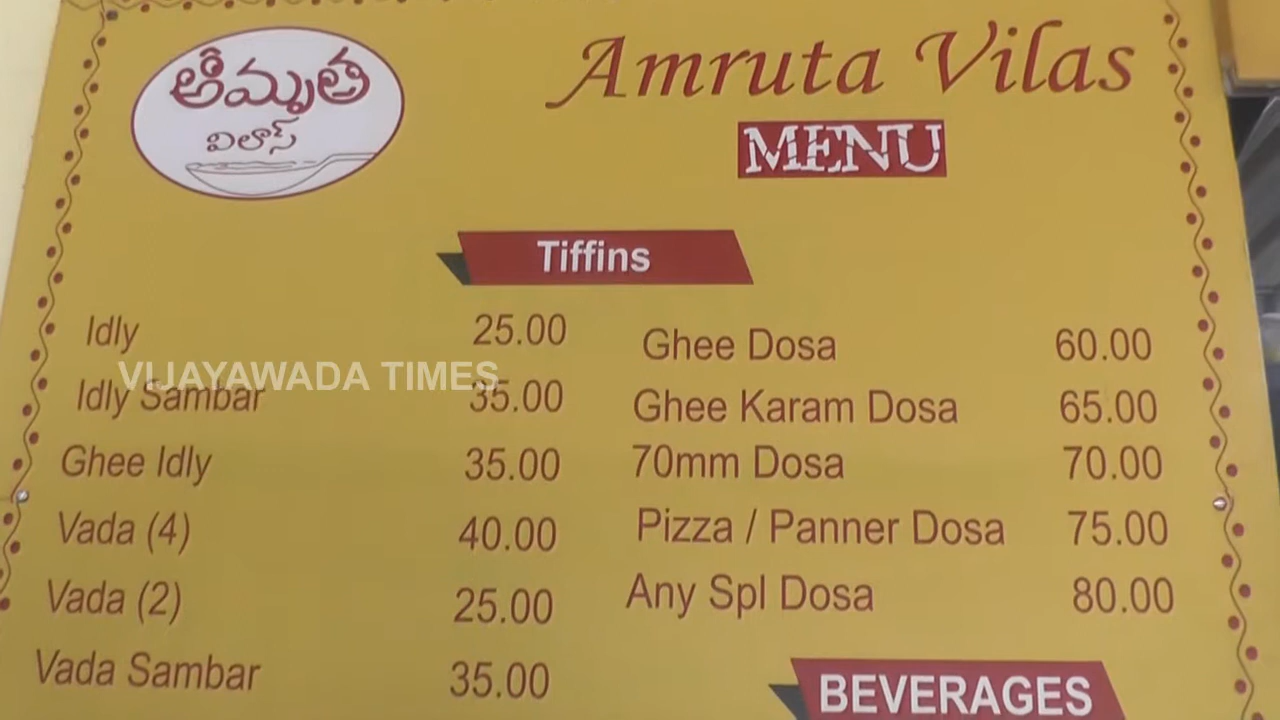 అమృత
విలాస్
Amruta Vilas
MENU
Tiffins
Idly 25.00
Idly Sambar 35.00
Ghee Idly 35.00
Vada (4) 40.00
Vada (2) 25.00
Vada Sambar 35.00
Ghee Dosa 60.00
Ghee Karam Dosa 65.00
70mm Dosa 70.00
Pizza / Panner Dosa 75.00
Any Spl Dosa 80.00
BEVERAGES
VIJAYAWADA TIMES